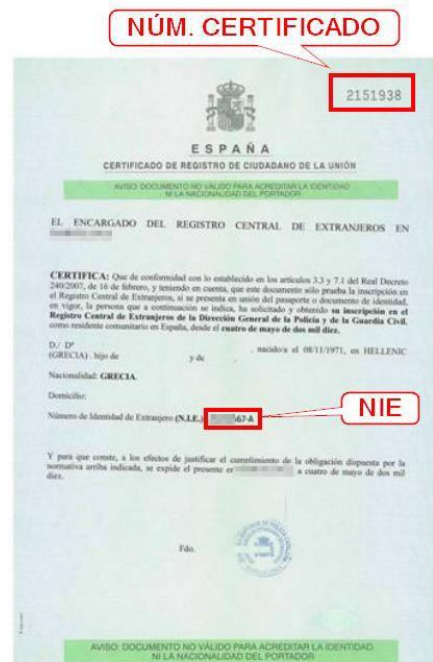 NÚM. CERTIFICADO
2151938
ESPAÑA
CERTIFICADO DE REGISTRO DE CIUDADANO DE LA UNIÓN
AVISO: DOCUMENTO NO VÁLIDO PARA ACREDITAR LA IDENTIDAD
NI LA NACIONALIDAD DEL PORTADOR
EL ENCARGADO DEL REGISTRO CENTRAL DE EXTRANJEROS EN
CERTIFICA: Que de conformidad con lo establecido en los artículos 3.3 y 7.1 del Real Decreto
240/2007, de 16 de febrero, y teniendo en cuenta, que este documento sólo prueba la inscripción en
el Registro Central de Extranjeros, si se presenta en unión del pasaporte o documento de identidad,
en vigor, la persona que a continuación se indica, ha solicitado y obtenido su inscripción en el
Registro Central de Extranjeros de la Dirección General de la Policía y de la Guardia Civil,
como residente comunitario en España, desde el cuatro de mayo de dos mil diez.
D./ Dª , nacido/a el 08/11/1971, en HELLENIC
(GRECIA) , hijo de y de
Nacionalidad: GRECIA.
Domicilio:
Número de Identidad de Extranjero (N.I.E.) 667-A
NIE
Y para que conste, a los efectos de justificar el cumplimiento de la obligación dispuesta por la
normativa arriba indicada, se expide el presente en a cuatro de mayo de dos mil
diez.
Fdo.
AVISO: DOCUMENTO NO VÁLIDO PARA ACREDITAR LA IDENTIDAD
NI LA NACIONALIDAD DEL PORTADOR